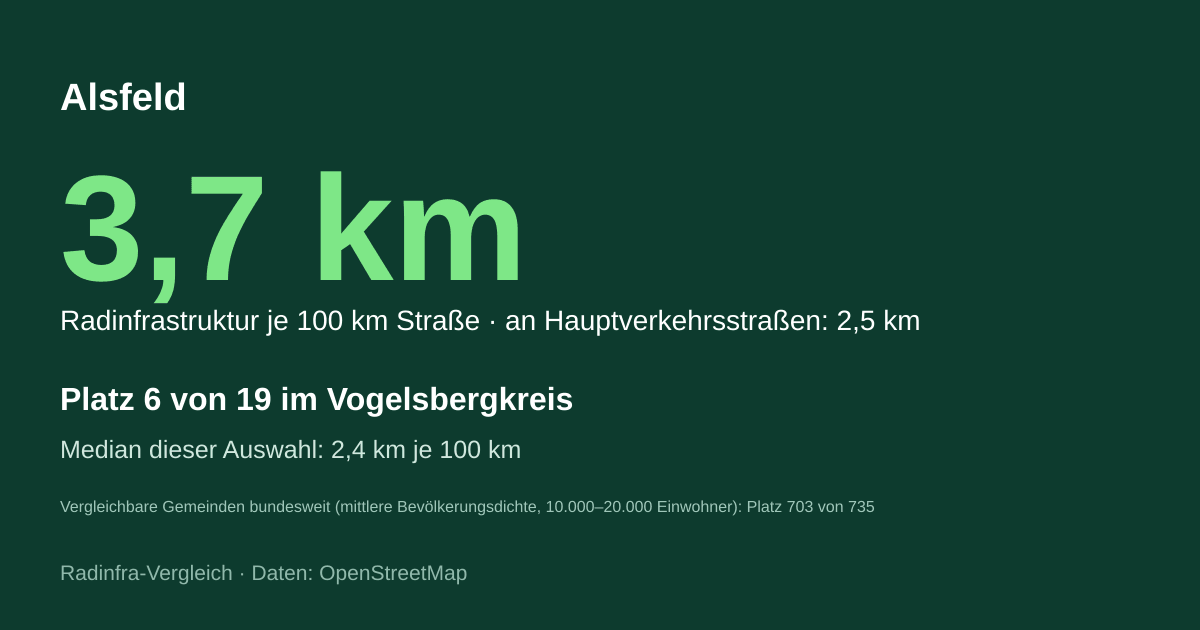 Alsfeld
3,7 km
Radinfrastruktur je 100 km Straße · an Hauptverkehrsstraßen: 2,5 km
Platz 6 von 19 im Vogelsbergkreis
Median dieser Auswahl: 2,4 km je 100 km
Vergleichbare Gemeinden bundesweit (mittlere Bevölkerungsdichte, 10.000–20.000 Einwohner): Platz 703 von 735
Radinfra-Vergleich · Daten: OpenStreetMap